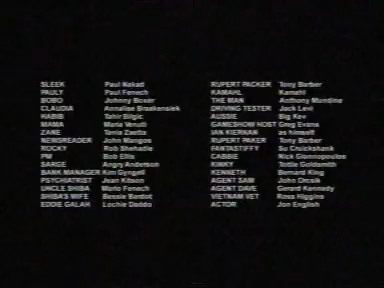 SLEEK Paul Kakad
PAULY Paul Fenech
BOBO Johnny Boxer
CLAUDIA Annalise Braakensiek
HABIB Tahir Bilgic
MAMA Maria Venuti
ZANE Tania Zaetta
NEWSREADER John Mangos
ROCKY Rob Shehadie
PM Bob Ellis
SARGE Angry Anderson
BANK MANAGER Kim Gyngell
PSYCHIATRIST Jean Kitson
UNCLE SHIBA Mario Fenech
SHIBA'S WIFE Bessie Bardot
EDDIE GALAH Lochie Daddo
RUPERT PACKER Tony Barber
KAMAHL Kamahl
THE MAN Anthony Mundine
DRIVING TESTER Jack Levi
AUSSIE Big Kev
GAMESHOW HOST Greg Evans
IAN KIERNAN as himself
RUPERT PAKER Tony Barber
FANTASTIFFY Su Cruickshank
CABBIE Nick Giannopoulos
KINKY Tottie Goldsmith
KENNETH Bernard King
AGENT SAM John Orcsik
AGENT DAVE Gerard Kennedy
VIETNAM VET Ross Higgins
ACTOR Jon English